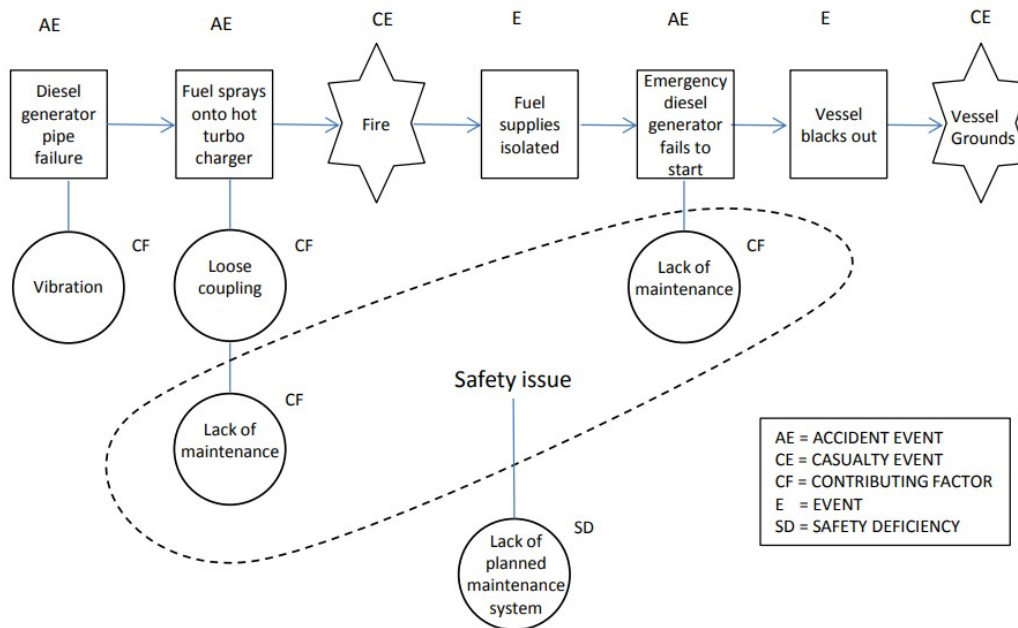 AE
AE
CE
E
AE
E
CE
Diesel
generator
pipe
failure
Fuel sprays
onto hot
turbo
charger
Fire
Fuel
supplies
isolated
Emergency
diesel
generator
fails to
start
Vessel
blacks out
Vessel
Grounds
CF
Vibration
CF
Loose
coupling
CF
Lack of
maintenance
CF
Lack of
maintenance
Safety issue
SD
Lack of
planned
maintenance
system
AE = ACCIDENT EVENT
CE = CASUALTY EVENT
CF = CONTRIBUTING FACTOR
E = EVENT
SD = SAFETY DEFICIENCY